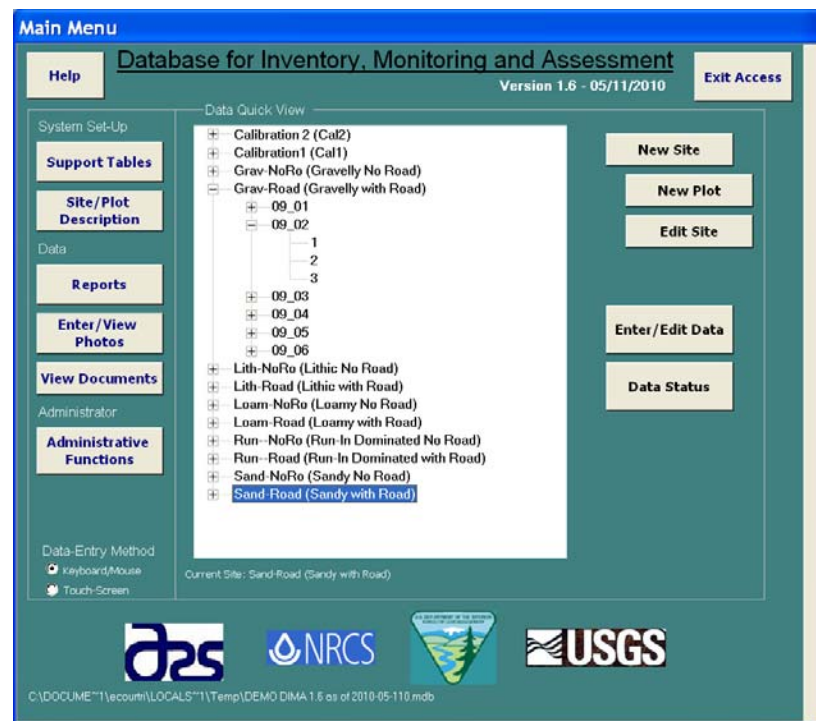 Main Menu
Help
Database for Inventory, Monitoring and Assessment
Version 1.6 - 05/11/2010
Exit Access
System Set-Up
Support Tables
Site/Plot
Description
Data
Reports
Enter/View
Photos
View Documents
Administrator
Administrative
Functions
Data-Entry Method
Keyboard/Mouse
Touch-Screen
Data Quick View
Calibration 2 (Cal2)
Calibration1 (Cal1)
Grav-NoRo (Gravelly No Road)
Grav-Road (Gravelly with Road)
09_01
09_02
1
2
3
09_03
09_04
09_05
09_06
Lith-NoRo (Lithic No Road)
Lith-Road (Lithic with Road)
Loam-NoRo (Loamy No Road)
Loam-Road (Loamy with Road)
Run--NoRo (Run-In Dominated No Road)
Run--Road (Run-In Dominated with Road)
Sand-NoRo (Sandy No Road)
Sand-Road (Sandy with Road)
Current Site: Sand-Road (Sandy with Road)
New Site
New Plot
Edit Site
Enter/Edit Data
Data Status
ars
NRCS
USGS
C:\DOCUME~1\ecourtri\LOCALS~1\Temp\DEMO DIMA 1.6 as of 2010-05-110.mdb